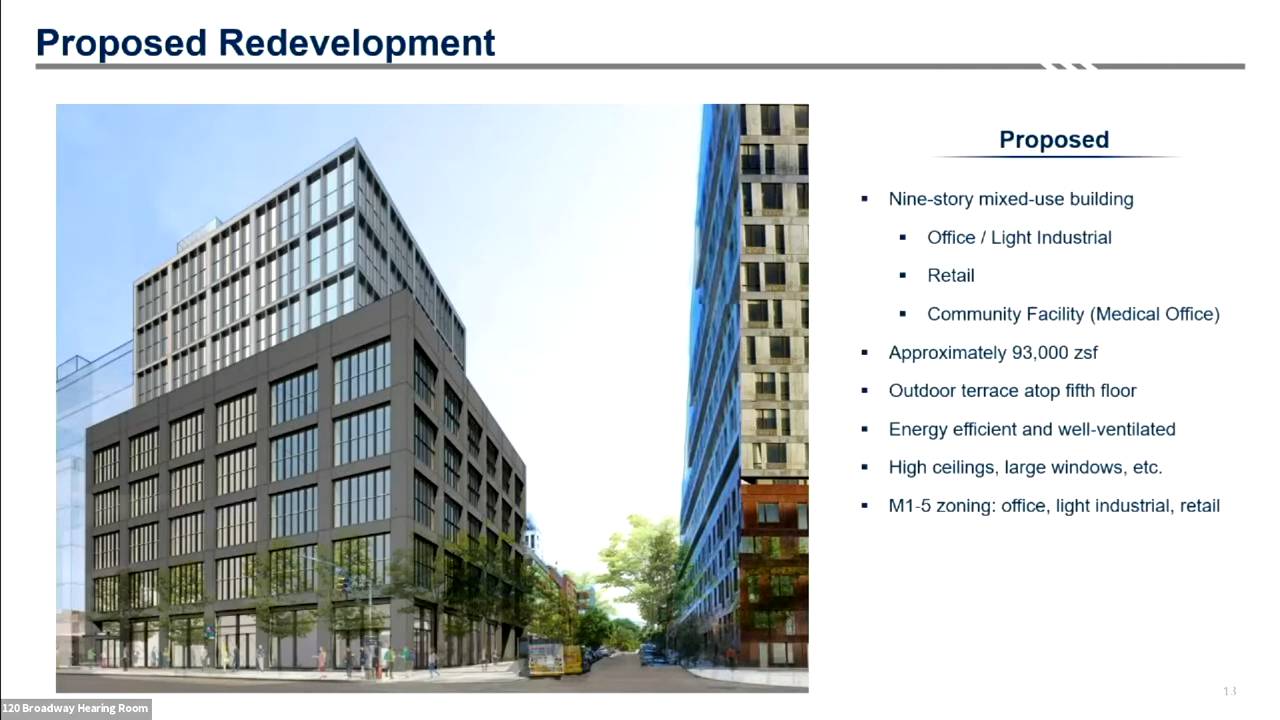 Proposed Redevelopment
Proposed
Nine-story mixed-use building
Office / Light Industrial
Retail
Community Facility (Medical Office)
Approximately 93,000 zsf
Outdoor terrace atop fifth floor
Energy efficient and well-ventilated
High ceilings, large windows, etc.
M1-5 zoning: office, light industrial, retail
13
120 Broadway Hearing Room